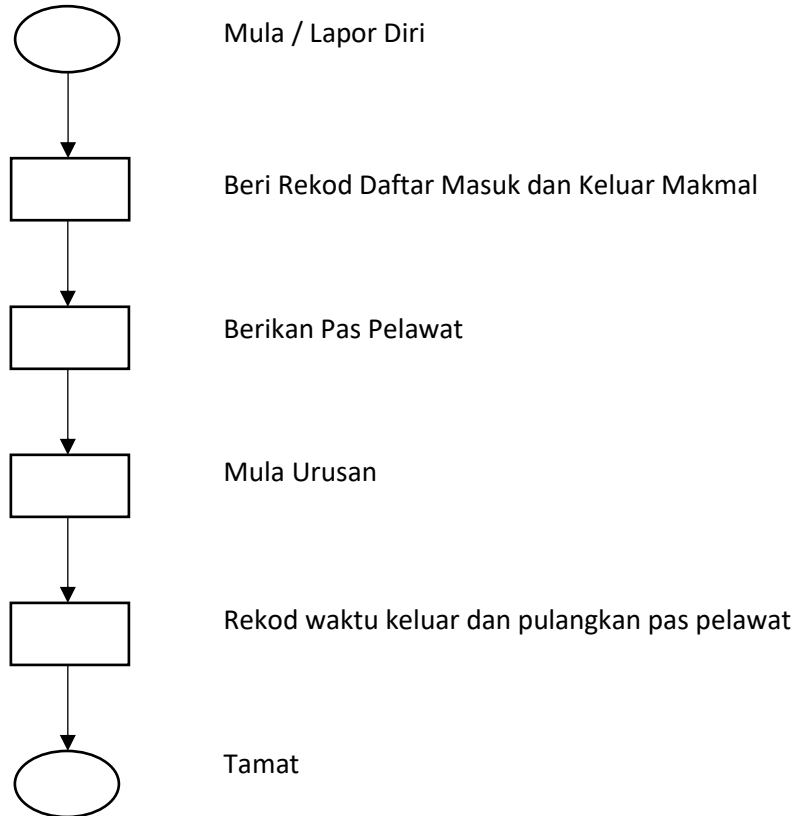 Mula / Lapor Diri
Beri Rekod Daftar Masuk dan Keluar Makmal
Berikan Pas Pelawat
Mula Urusan
Rekod waktu keluar dan pulangkan pas pelawat
Tamat